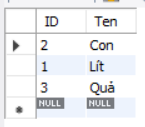 ID Ten
2 Con
1 Lít
3 Quả
NULL NULL